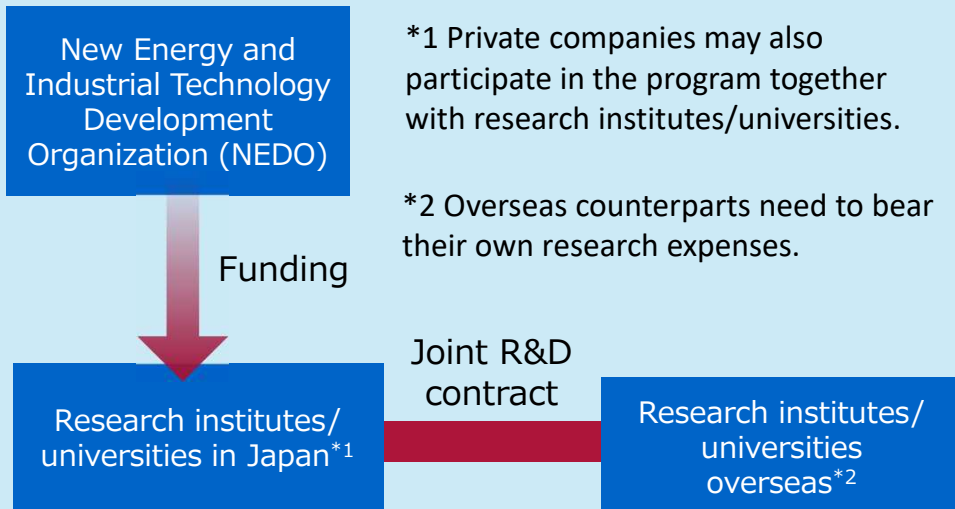 New Energy and
Industrial Technology
Development
Organization (NEDO)
*1 Private companies may also
participate in the program together
with research institutes/universities.
*2 Overseas counterparts need to bear
their own research expenses.
Funding
Joint R&D
contract
Research institutes/
universities in Japan*1
Research institutes/
universities
overseas*2